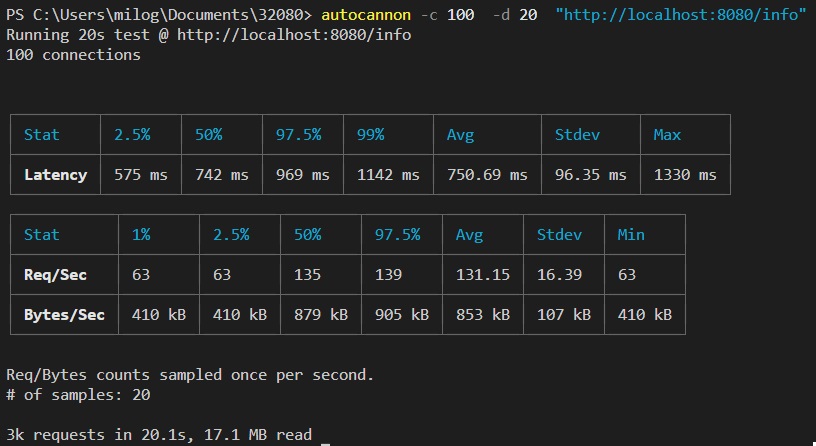 PS C:\Users\milog\Documents\32080> autocannon -c 100  -d 20  "http://localhost:8080/info"
Running 20s test @ http://localhost:8080/info
100 connections
Stat 2.5% 50% 97.5% 99% Avg Stdev Max
Latency 575 ms 742 ms 969 ms 1142 ms 750.69 ms 96.35 ms 1330 ms
Stat 1% 2.5% 50% 97.5% Avg Stdev Min
Req/Sec 63 63 135 139 131.15 16.39 63
Bytes/Sec 410 kB 410 kB 879 kB 905 kB 853 kB 107 kB 410 kB
Req/Bytes counts sampled once per second.
# of samples: 20
3k requests in 20.1s, 17.1 MB read